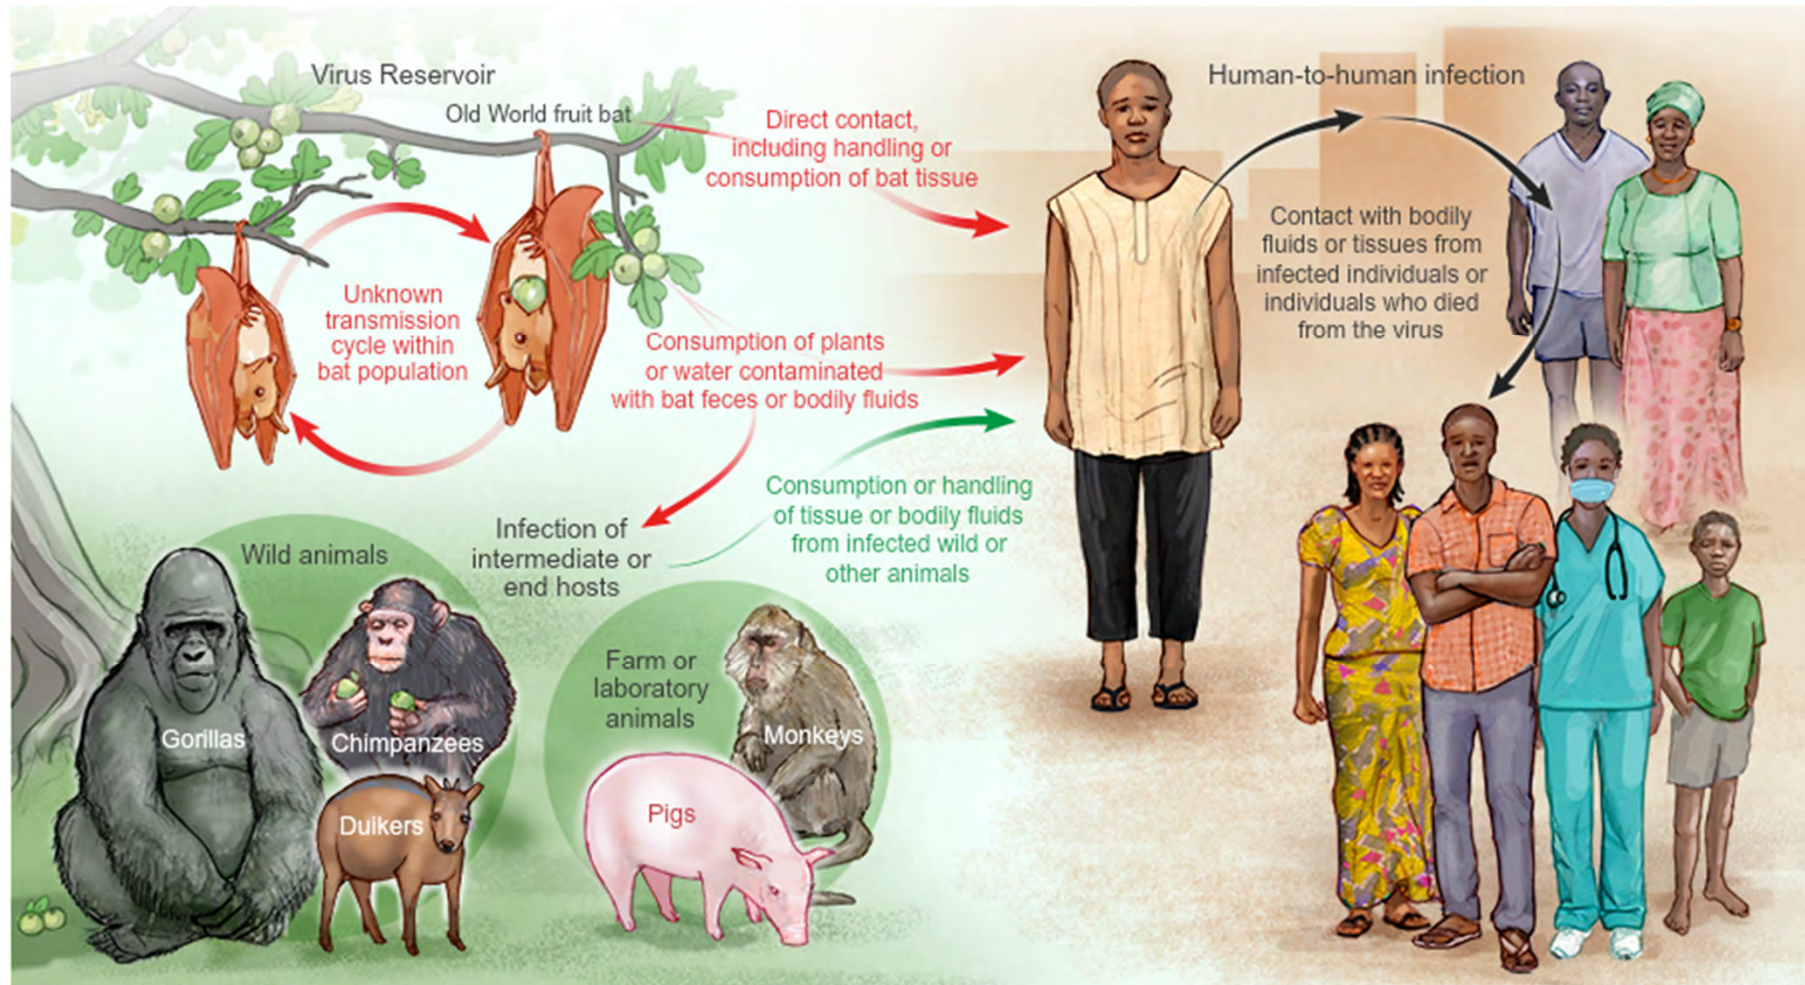 Virus Reservoir
Old World fruit bat
Direct contact,
including handling or
consumption of bat tissue
Human-to-human infection
Contact with bodily
fluids or tissues from
infected individuals or
individuals who died
from the virus
Unknown
transmission
cycle within
bat population
Consumption of plants
or water contaminated
with bat feces or bodily fluids
Consumption or handling
of tissue or bodily fluids
from infected wild or
other animals
Infection of
intermediate or
end hosts
Wild animals
Gorillas
Chimpanzees
Duikers
Farm or
laboratory
animals
Monkeys
Pigs